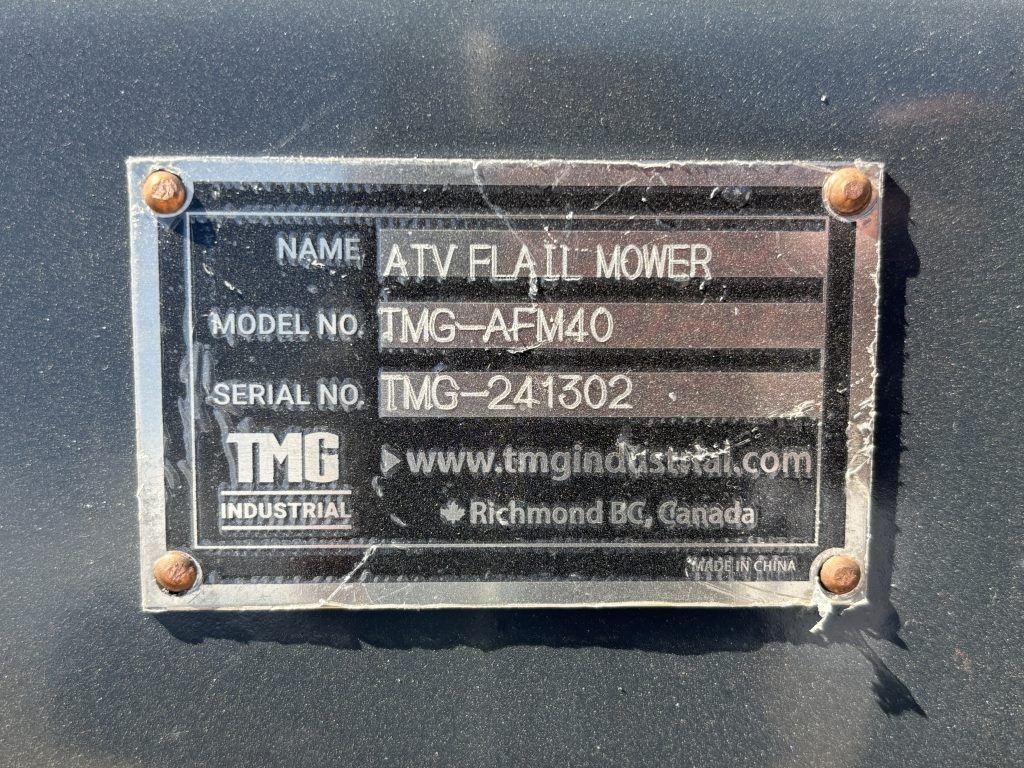 NAME ATV FLAIL MOWER
MODEL NO. TMG-AFM40
SERIAL NO. TMG-241302
TMG
INDUSTRIAL
www.tmgindustrial.com
Richmond BC, Canada
MADE IN CHINA